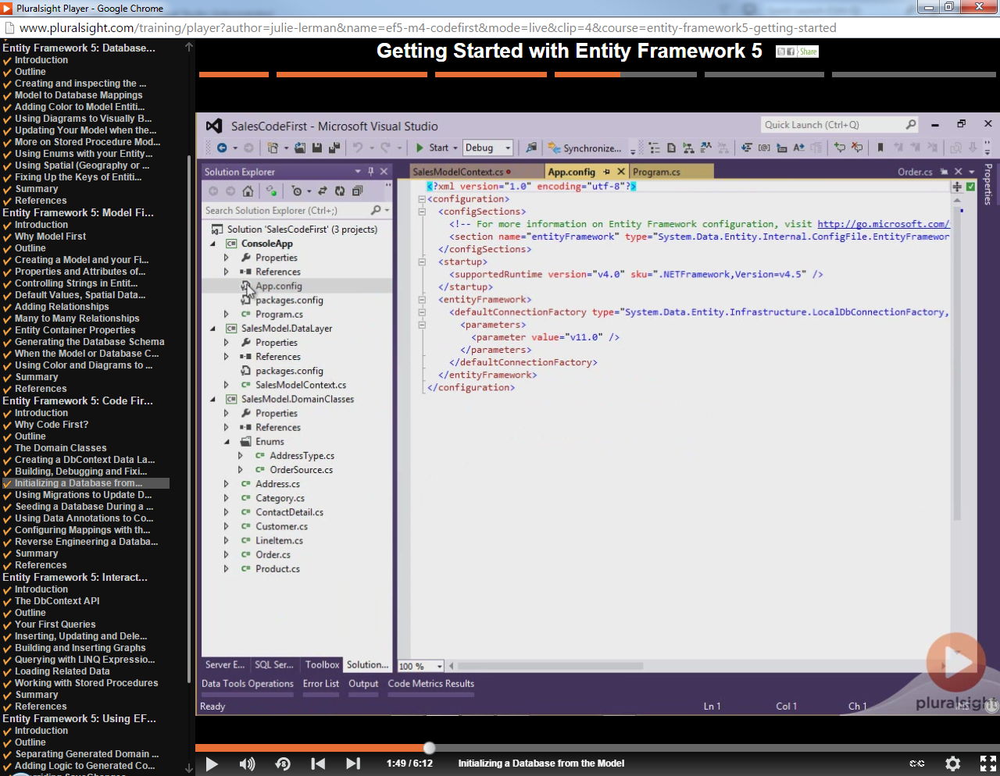 Pluralsight Player - Google Chrome
www.pluralsight.com/training/player?author=julie-lerman&name=ef5-m4-codefirst&mode=live&clip=4&course=entity-framework5-getting-started
Entity Framework 5: Database...
Introduction
Outline
Creating and inspecting the ...
Model to Database Mappings
Adding Color to Model Entiti...
Using Diagrams to Visually B...
Updating Your Model when the...
More on Stored Procedure Mod...
Using Enums with your Entity...
Using Spatial (Geography or ...
Fixing Up the Keys of Entiti...
Summary
References
Entity Framework 5: Model Fi...
Introduction
Why Model First
Outline
Creating a Model and your Fi...
Properties and Attributes of...
Controlling Strings in Entit...
Default Values, Spatial Data...
Adding Relationships
Many to Many Relationships
Entity Container Properties
Generating the Database Schema
When the Model or Database C...
Using Color and Diagrams to ...
Summary
References
Entity Framework 5: Code Fir...
Introduction
Why Code First?
Outline
The Domain Classes
Creating a DbContext Data La...
Building, Debugging and Fixi...
Initializing a Database from...
Using Migrations to Update D...
Seeding a Database During a ...
Using Data Annotations to Co...
Configuring Mappings with th...
Reverse Engineering a Databa...
Summary
References
Entity Framework 5: Interact...
Introduction
The DbContext API
Outline
Your First Queries
Inserting, Updating and Dele...
Building and Inserting Graphs
Querying with LINQ Expressio...
Loading Related Data
Working with Stored Procedures
Summary
References
Entity Framework 5: Using EF...
Introduction
Outline
Separating Generated Domain ...
Adding Logic to Generated Co...
Getting Started with Entity Framework 5
Share
SalesCodeFirst - Microsoft Visual Studio
Quick Launch (Ctrl+Q)
Start
Debug
Synchronize...
Solution Explorer
Search Solution Explorer (Ctrl+;)
Solution 'SalesCodeFirst' (3 projects)
ConsoleApp
Properties
References
App.config
packages.config
Program.cs
SalesModel.DataLayer
Properties
References
packages.config
SalesModelContext.cs
SalesModel.DomainClasses
Properties
References
Enums
AddressType.cs
OrderSource.cs
Address.cs
Category.cs
ContactDetail.cs
Customer.cs
LineItem.cs
Order.cs
Product.cs
Server E...
SQL Ser...
Toolbox
Solution...
SalesModelContext.cs
App.config
Program.cs
Order.cs
Properties
<?xml version="1.0" encoding="utf-8"?>
<configuration>
<configSections>
<!-- For more information on Entity Framework configuration, visit http://go.microsoft.com/
<section name="entityFramework" type="System.Data.Entity.Internal.ConfigFile.EntityFramewor
</configSections>
<startup>
<supportedRuntime version="v4.0" sku=".NETFramework,Version=v4.5" />
</startup>
<entityFramework>
<defaultConnectionFactory type="System.Data.Entity.Infrastructure.LocalDbConnectionFactory,
<parameters>
<parameter value="v11.0" />
</parameters>
</defaultConnectionFactory>
</entityFramework>
</configuration>
100 %
Data Tools Operations
Error List
Output
Code Metrics Results
Ready
Ln 1
Col 1
Ch 1
pluralsight
1:49 / 6:12
Initializing a Database from the Model
CC